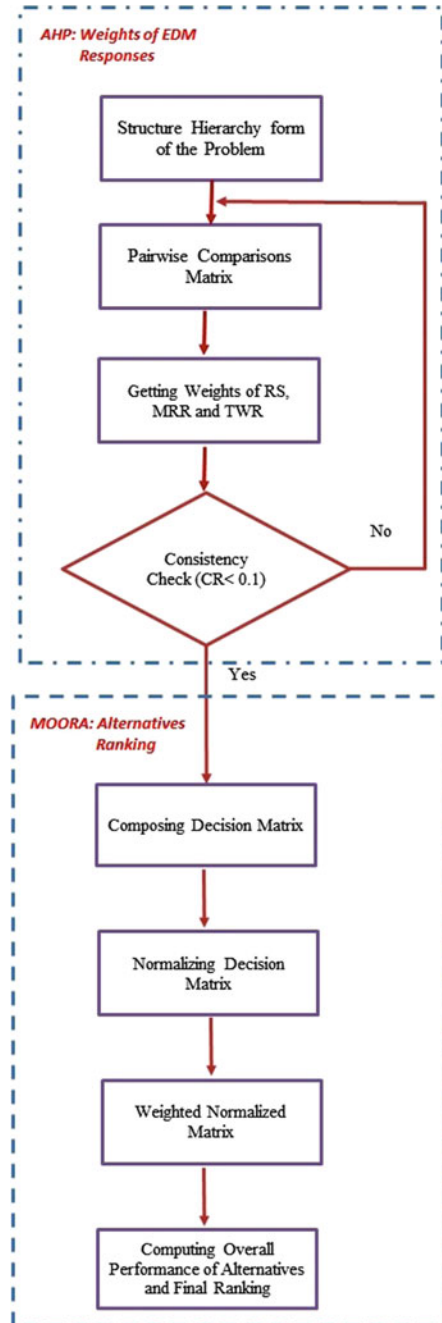 AHP: Weights of EDM
Responses
Structure Hierarchy form
of the Problem
Pairwise Comparisons
Matrix
Getting Weights of RS,
MRR and TWR
Consistency
Check (CR< 0.1)
No
Yes
MOORA: Alternatives
Ranking
Composing Decision Matrix
Normalizing Decision
Matrix
Weighted Normalized
Matrix
Computing Overall
Performance of Alternatives
and Final Ranking